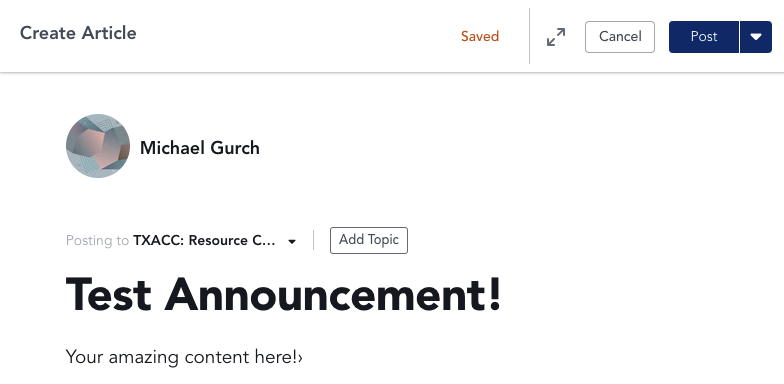 Create Article
Saved
Cancel
Post
Michael Gurch
Posting to TXACC: Resource C...
Add Topic
Test Announcement!
Your amazing content here!›